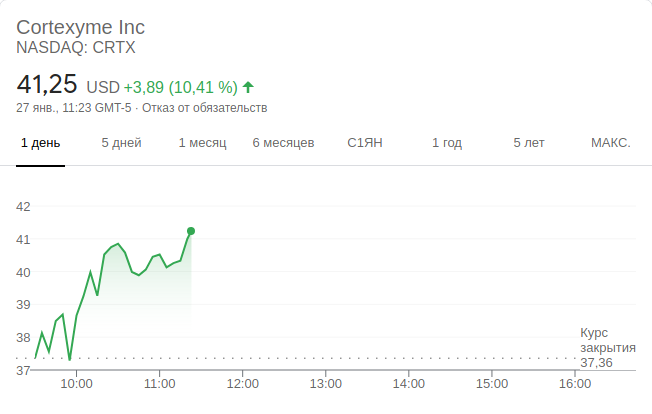 Cortexyme Inc
NASDAQ: CRTX
41,25 USD +3,89 (10,41 %)
27 янв., 11:23 GMT-5 · Отказ от обязательств
1 день 5 дней 1 месяц 6 месяцев С1ЯН 1 год 5 лет МАКС.
42
41
40
39
38
37
Курс
закрытия
37,36
10:00 11:00 12:00 13:00 14:00 15:00 16:00